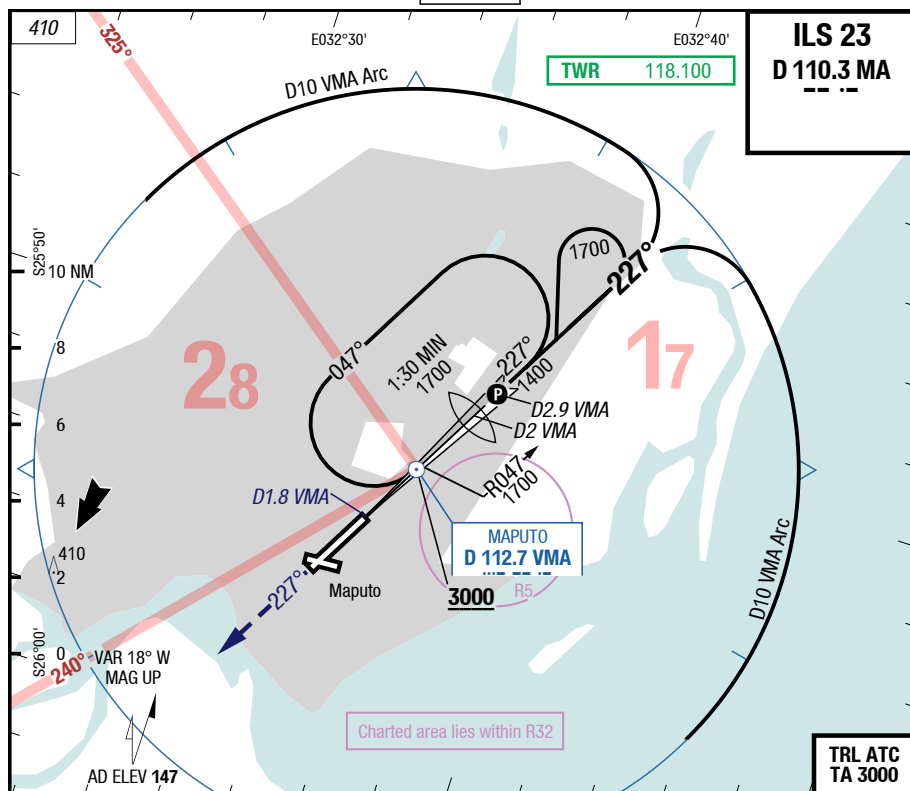 410
325°
E032°30'
E032°40'
ILS 23
D 110.3 MA
TWR 118.100
D10 VMA Arc
S25°50'
10 NM
1700
227°
047°
1:30 MIN
1700
227°
1400
28
17
8
6
4
2
0
P
D2.9 VMA
D2 VMA
R047
1700
D1.8 VMA
MAPUTO
D 112.7 VMA
R5
410
Maputo
3000
227°
D10 VMA Arc
S26°00'
240°
VAR 18° W
MAG UP
Charted area lies within R32
AD ELEV 147
TRL ATC
TA 3000